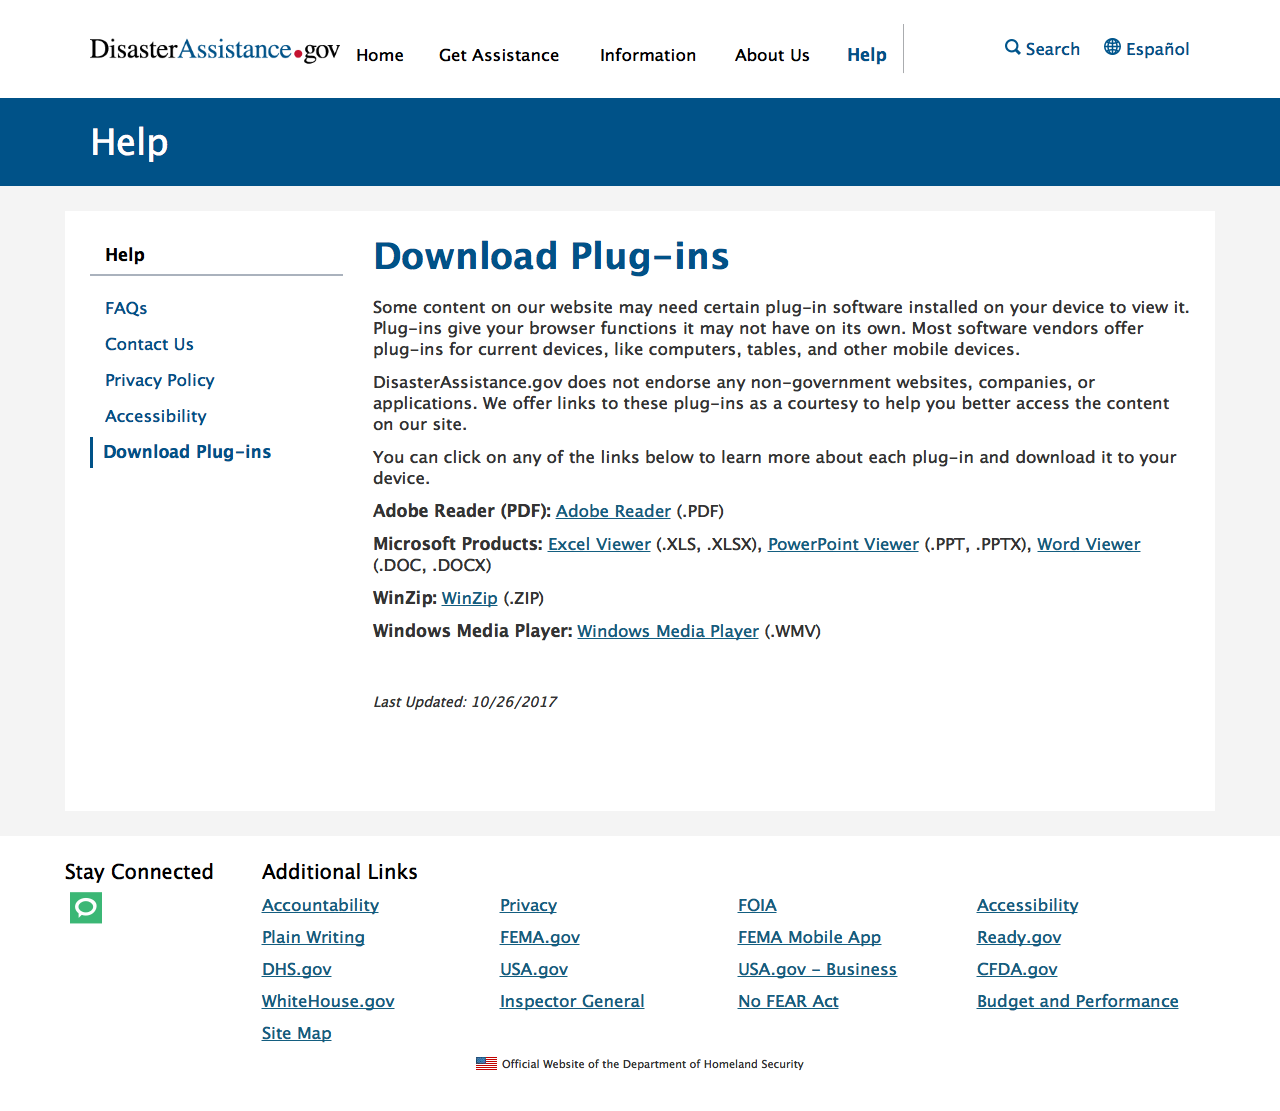 DisasterAssistance.gov Home Get Assistance Information About Us Help Search Español
Help
Help
FAQs
Contact Us
Privacy Policy
Accessibility
Download Plug-ins
Download Plug-ins
Some content on our website may need certain plug-in software installed on your device to view it.
Plug-ins give your browser functions it may not have on its own. Most software vendors offer
plug-ins for current devices, like computers, tables, and other mobile devices.
DisasterAssistance.gov does not endorse any non-government websites, companies, or
applications. We offer links to these plug-ins as a courtesy to help you better access the content
on our site.
You can click on any of the links below to learn more about each plug-in and download it to your
device.
Adobe Reader (PDF): Adobe Reader (.PDF)
Microsoft Products: Excel Viewer (.XLS, .XLSX), PowerPoint Viewer (.PPT, .PPTX), Word Viewer
(.DOC, .DOCX)
WinZip: WinZip (.ZIP)
Windows Media Player: Windows Media Player (.WMV)
Last Updated: 10/26/2017
Stay Connected
Additional Links
Accountability Privacy FOIA Accessibility
Plain Writing FEMA.gov FEMA Mobile App Ready.gov
DHS.gov USA.gov USA.gov - Business CFDA.gov
WhiteHouse.gov Inspector General No FEAR Act Budget and Performance
Site Map
Official Website of the Department of Homeland Security